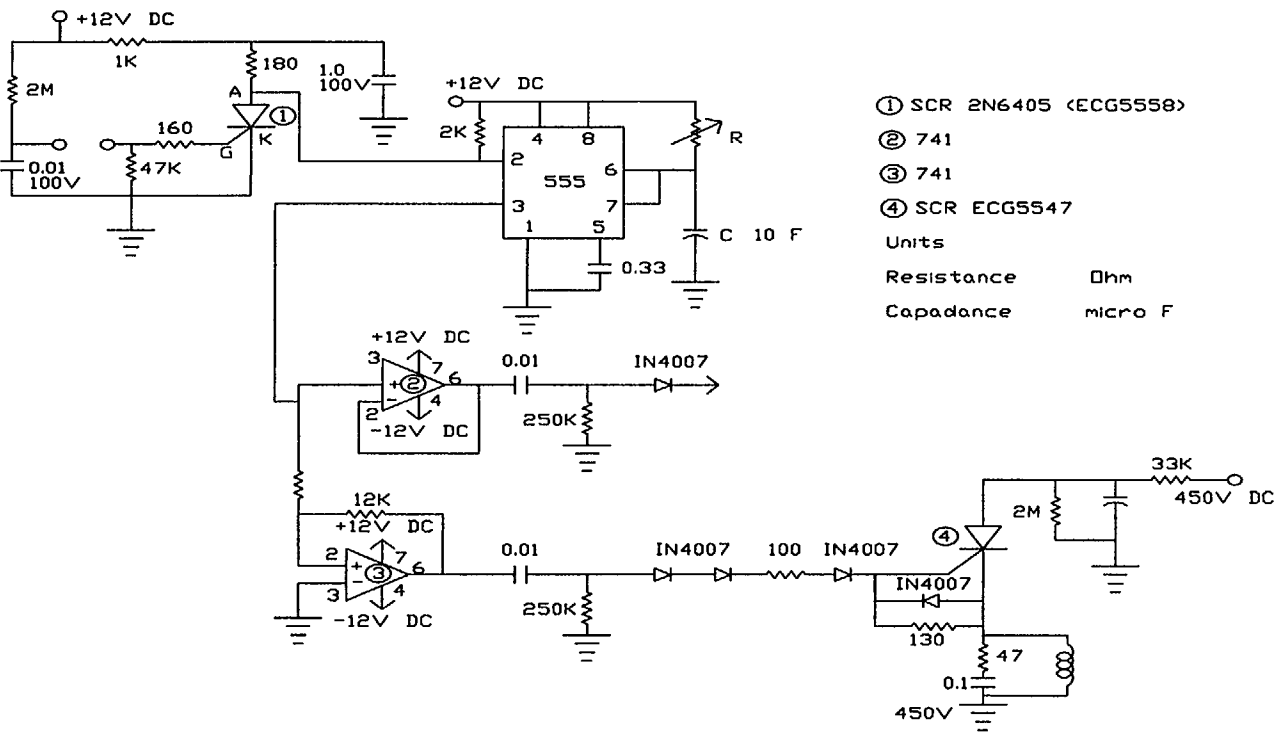 +12V DC
1K
180
1.0
100V
2M
A
①
K
G
160
47K
0.01
100V
+12V DC
2K
4
8
R
2
555
6
3
7
1
5
C 10 F
0.33
① SCR 2N6405 (ECG5558)
② 741
③ 741
④ SCR ECG5547
Units
Resistance Ohm
Capadance micro F
+12V DC
3
7
+
②
6
-
2
4
-12V DC
0.01
250K
IN4007
12K
+12V DC
2
7
+
③
6
-
3
4
-12V DC
0.01
250K
IN4007
100
IN4007
④
IN4007
130
2M
33K
450V DC
47
0.1
450V